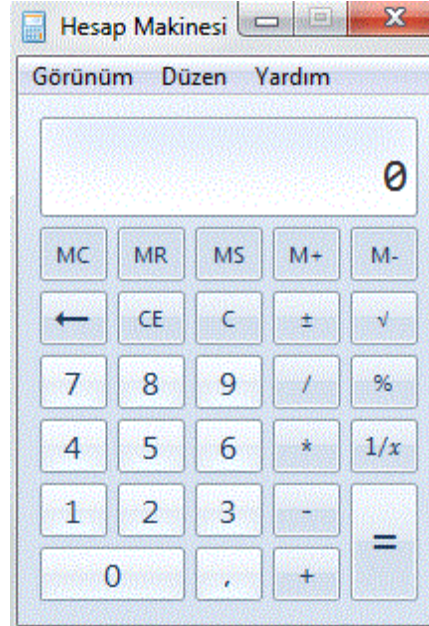 Hesap Makinesi
Görünüm Düzen Yardım
0
MC MR MS M+ M-
← CE C ± √
7 8 9 / %
4 5 6 * 1/x
1 2 3 - =
0 , +